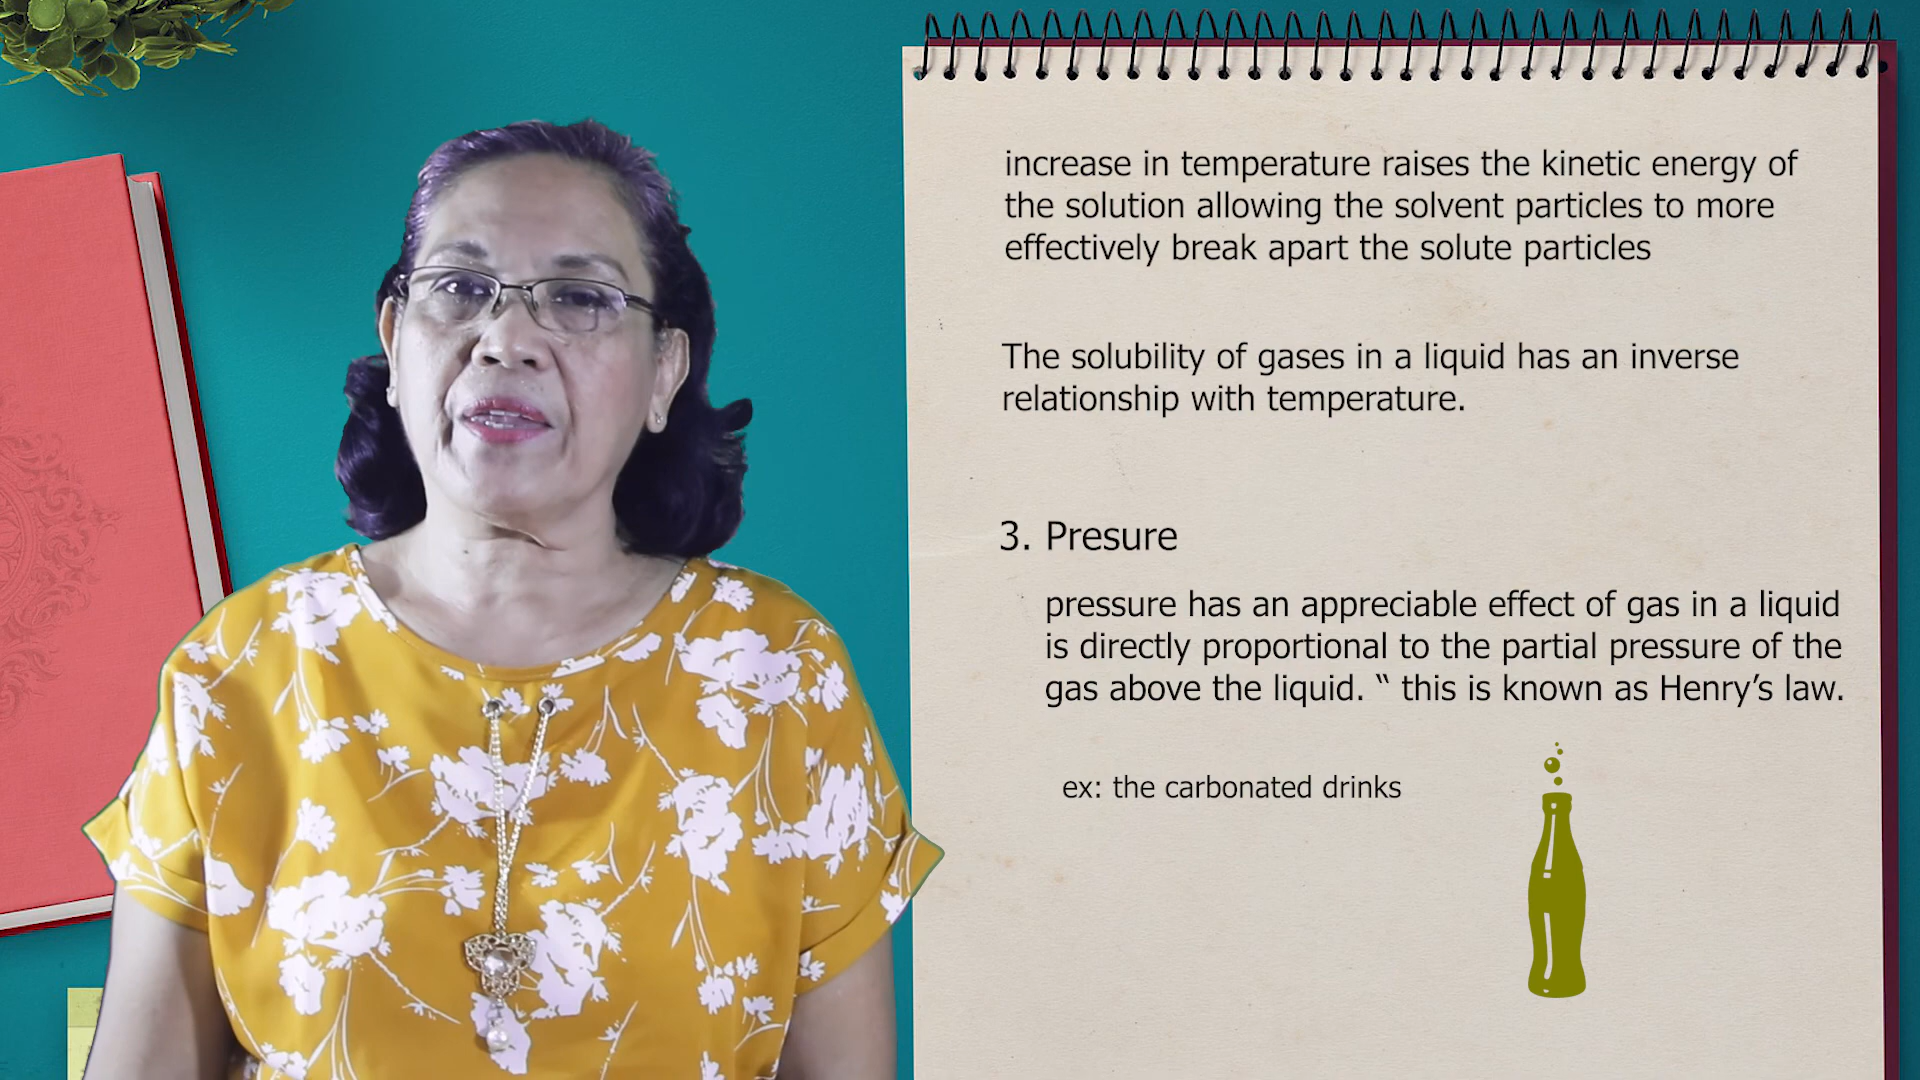 increase in temperature raises the kinetic energy of
the solution allowing the solvent particles to more
effectively break apart the solute particles
The solubility of gases in a liquid has an inverse
relationship with temperature.
3. Presure
pressure has an appreciable effect of gas in a liquid
is directly proportional to the partial pressure of the
gas above the liquid. “ this is known as Henry’s law.
ex: the carbonated drinks